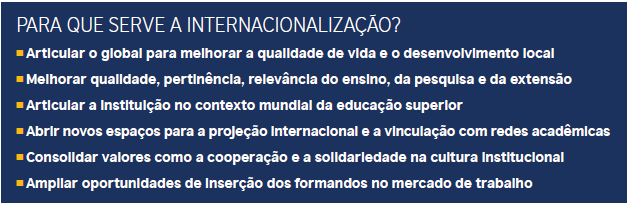 PARA QUE SERVE A INTERNACIONALIZAÇÃO?
Articular o global para melhorar a qualidade de vida e o desenvolvimento local
Melhorar qualidade, pertinência, relevância do ensino, da pesquisa e da extensão
Articular a instituição no contexto mundial da educação superior
Abrir novos espaços para a projeção internacional e a vinculação com redes acadêmicas
Consolidar valores como a cooperação e a solidariedade na cultura institucional
Ampliar oportunidades de inserção dos formandos no mercado de trabalho